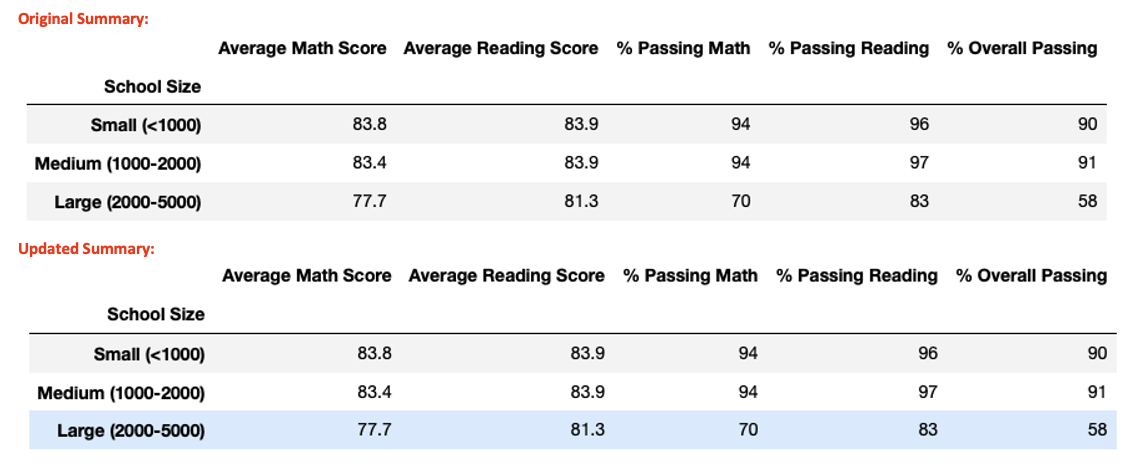 Original Summary:
Average Math Score Average Reading Score % Passing Math % Passing Reading % Overall Passing
School Size
Small (<1000) 83.8 83.9 94 96 90
Medium (1000-2000) 83.4 83.9 94 97 91
Large (2000-5000) 77.7 81.3 70 83 58
Updated Summary:
Average Math Score Average Reading Score % Passing Math % Passing Reading % Overall Passing
School Size
Small (<1000) 83.8 83.9 94 96 90
Medium (1000-2000) 83.4 83.9 94 97 91
Large (2000-5000) 77.7 81.3 70 83 58